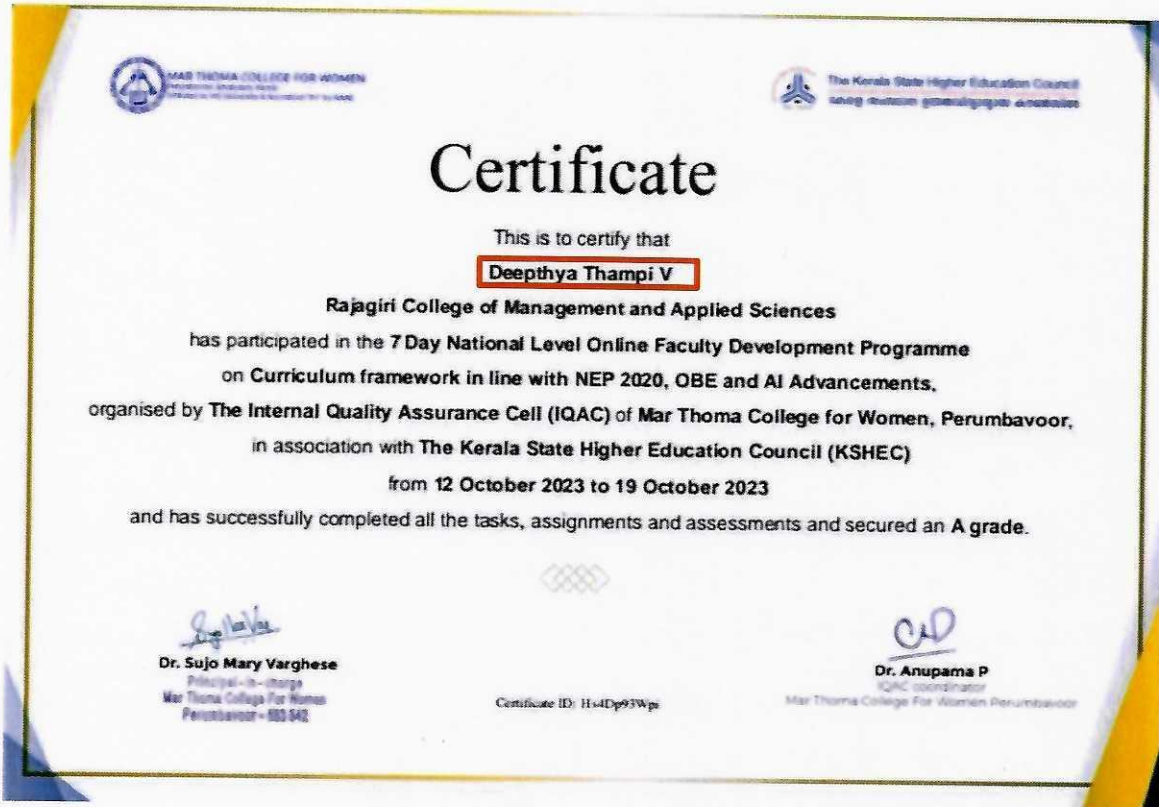 MAR THOMA COLLEGE FOR WOMEN
The Kerala State Higher Education Council
Certificate
This is to certify that
Deepthya Thampi V
Rajagiri College of Management and Applied Sciences
has participated in the 7 Day National Level Online Faculty Development Programme
on Curriculum framework in line with NEP 2020, OBE and AI Advancements,
organised by The Internal Quality Assurance Cell (IQAC) of Mar Thoma College for Women, Perumbavoor,
in association with The Kerala State Higher Education Council (KSHEC)
from 12 October 2023 to 19 October 2023
and has successfully completed all the tasks, assignments and assessments and secured an A grade.
Dr. Sujo Mary Varghese
Principal-in-charge
Mar Thoma College For Women
Perumbavoor - 683 542
Certificate ID:
Dr. Anupama P
IQAC coordinator
Mar Thoma College For Women Perumbavoor